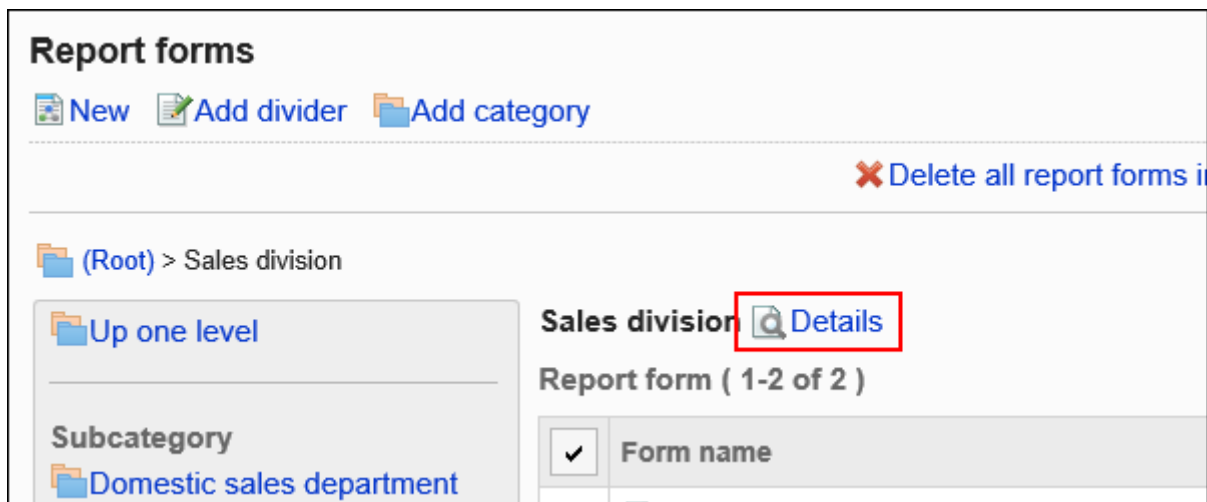 Report forms
New Add divider Add category
Delete all report forms
(Root) > Sales division
Up one level
Sales division Details
Report form ( 1-2 of 2 )
Subcategory
Domestic sales department
Form name